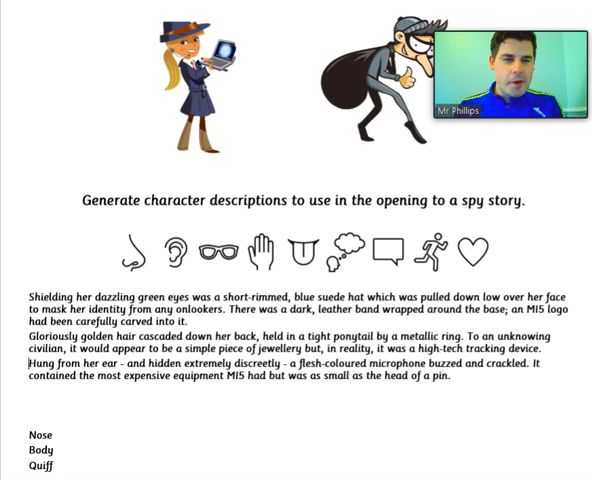 Mr Phillips
Generate character descriptions to use in the opening to a spy story.
Shielding her dazzling green eyes was a short-rimmed, blue suede hat which was pulled down low over her face
to mask her identity from any onlookers. There was a dark, leather band wrapped around the base; an MI5 logo
had been carefully carved into it.
Gloriously golden hair cascaded down her back, held in a tight ponytail by a metallic ring. To an unknowing
civilian, it would appear to be a simple piece of jewellery but, in reality, it was a high-tech tracking device.
Hung from her ear - and hidden extremely discreetly - a flesh-coloured microphone buzzed and crackled. It
contained the most expensive equipment MI5 had but was as small as the head of a pin.
Nose
Body
Quiff